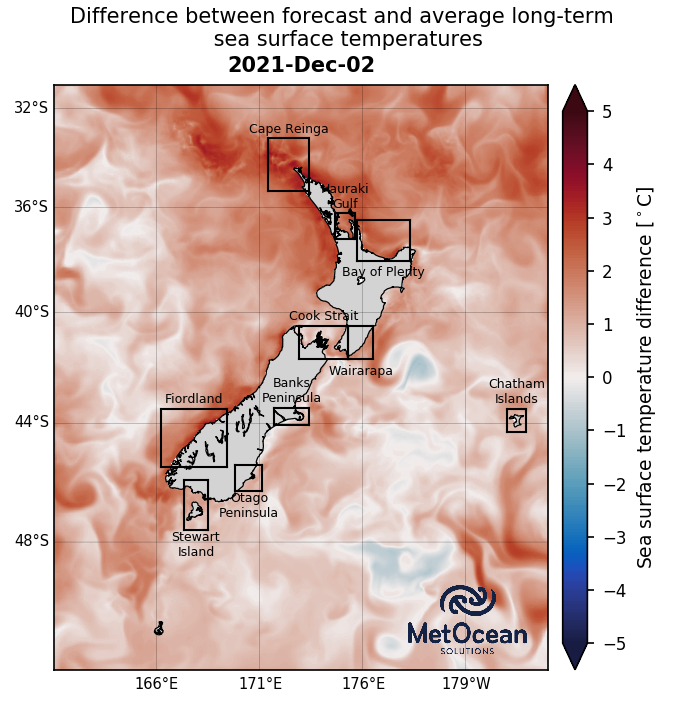 Difference between forecast and average long-term
sea surface temperatures
2021-Dec-02
32°S
36°S
40°S
44°S
48°S
Cape Reinga
Hauraki
Gulf
Bay of Plenty
Cook Strait
Wairarapa
Banks
Peninsula
Fiordland
Chatham
Islands
Otago
Peninsula
Stewart
Island
MetOcean
SOLUTIONS
166°E
171°E
176°E
179°W
5
4
3
2
1
0
−1
−2
−3
−4
−5
Sea surface temperature difference [°C]